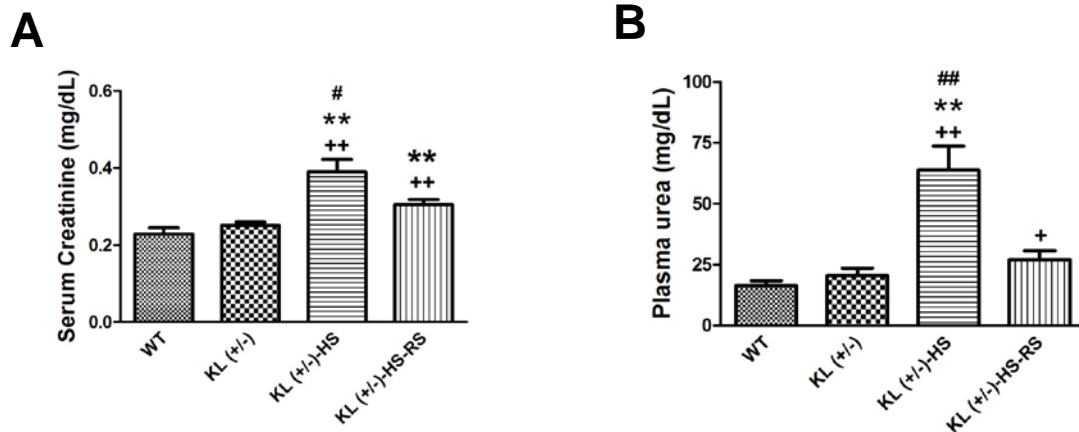 A
Serum Creatinine (mg/dL)
0.6
0.4
0.2
0.0
#
**
++
**
++
WT
KL (+/-)
KL (+/-)-HS
KL (+/-)-HS-RS
B
Plasma urea (mg/dL)
100
75
50
25
0
##
**
++
+
WT
KL (+/-)
KL (+/-)-HS
KL (+/-)-HS-RS